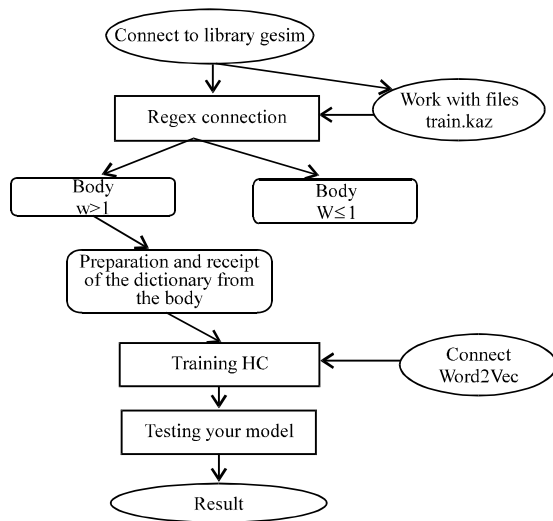 Connect to library gesim
Work with files
train.kaz
Regex connection
Body
w>1
Body
W≤1
Preparation and receipt
of the dictionary from
the body
Training HC
Connect
Word2Vec
Testing your model
Result